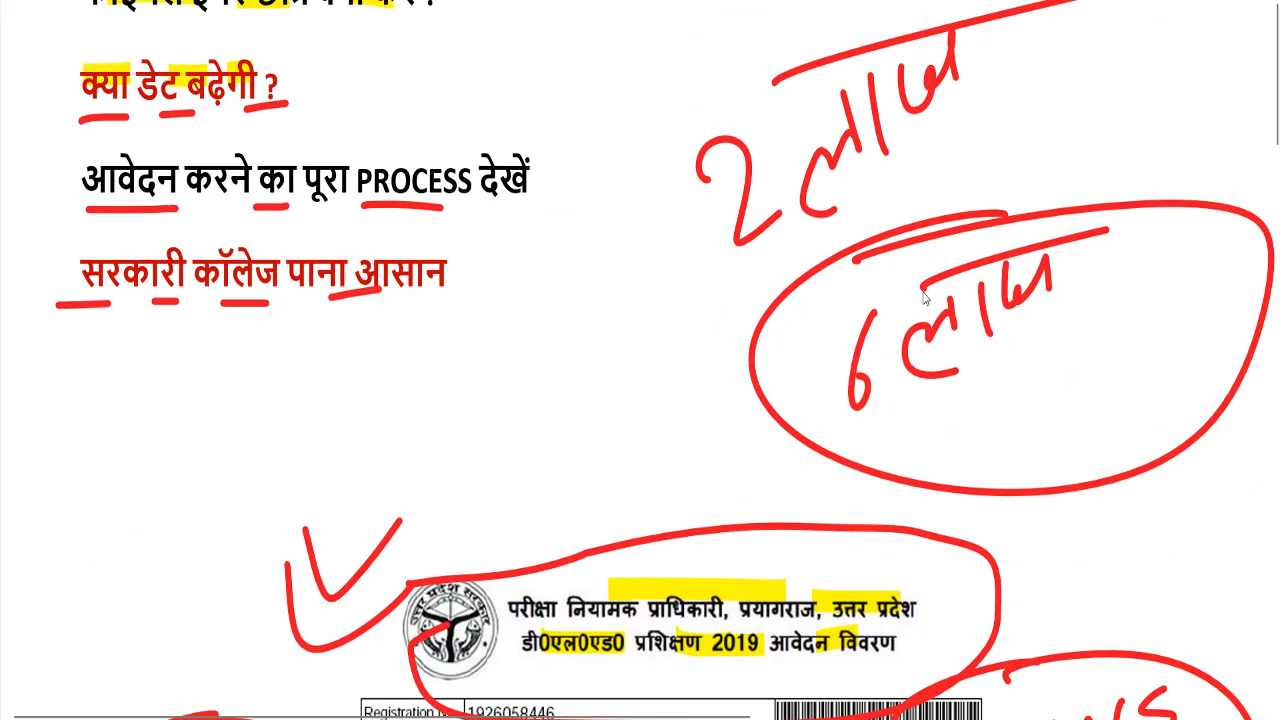 क्या डेट बढ़ेगी ?
आवेदन करने का पूरा PROCESS देखें
सरकारी कॉलेज पाना आसान
2 लाख
6 लाख
परीक्षा नियामक प्राधिकारी, प्रयागराज, उत्तर प्रदेश
डी0एल0एड0 प्रशिक्षण 2019 आवेदन विवरण
1926058446